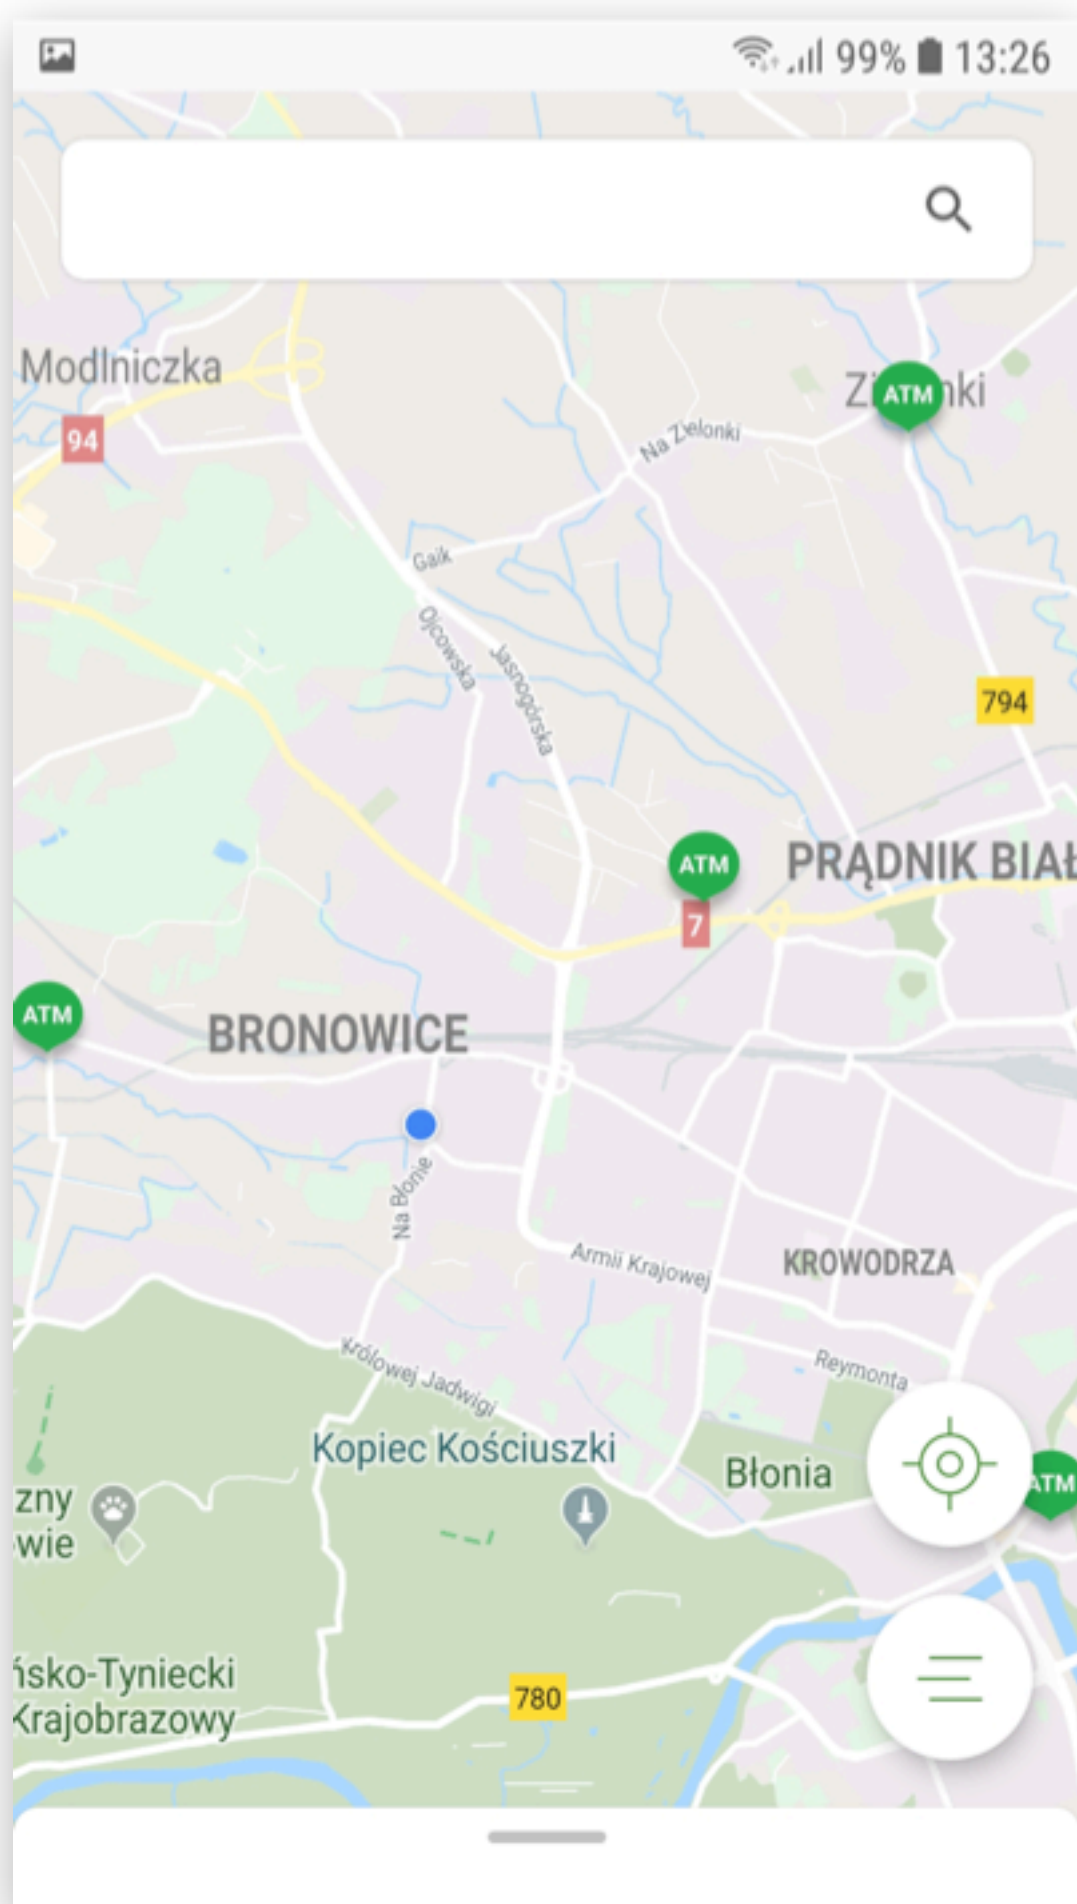 99% 13:26
Modlniczka
94
ATM
Na Zielonki
Gaik
Ojcowska
Jasnogórska
794
ATM
PRĄDNIK BIAŁ
7
ATM
BRONOWICE
Na Błonie
Armii Krajowej
KROWODRZA
Reymonta
Królowej Jadwigi
Kopiec Kościuszki
Błonia
ATM
zny
wie
ńsko-Tyniecki
Krajobrazowy
780